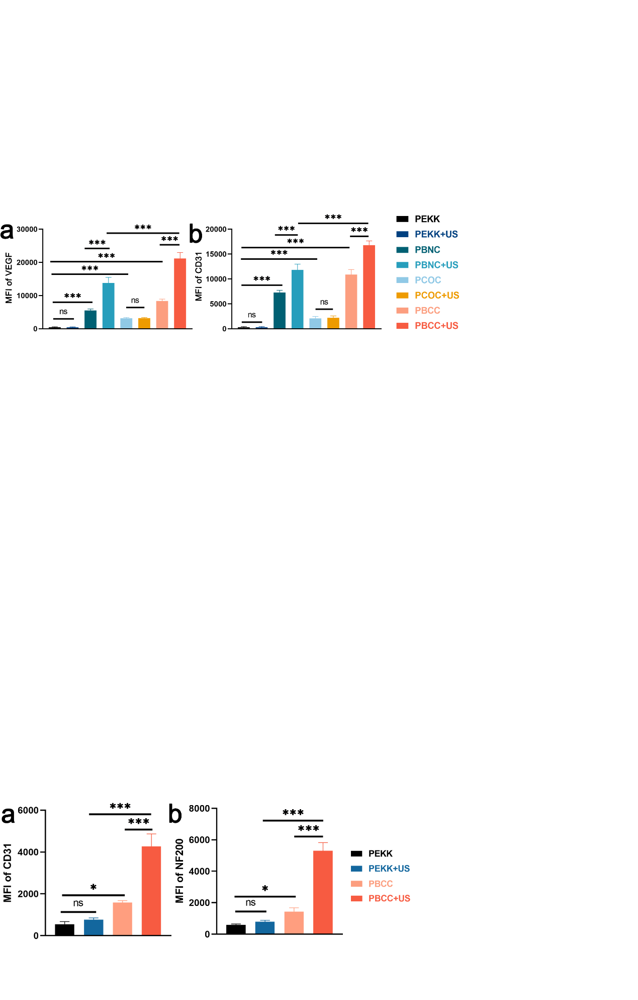 a
MFI of VEGF
30000
20000
10000
0
ns
***
***
***
***
ns
***
***
b
MFI of CD31
20000
15000
10000
5000
0
ns
***
***
***
***
ns
***
***
PEKK
PEKK+US
PBNC
PBNC+US
PCOC
PCOC+US
PBCC
PBCC+US
a
MFI of CD31
6000
4000
2000
0
ns
*
***
***
b
MFI of NF200
8000
6000
4000
2000
0
ns
*
***
***
PEKK
PEKK+US
PBCC
PBCC+US